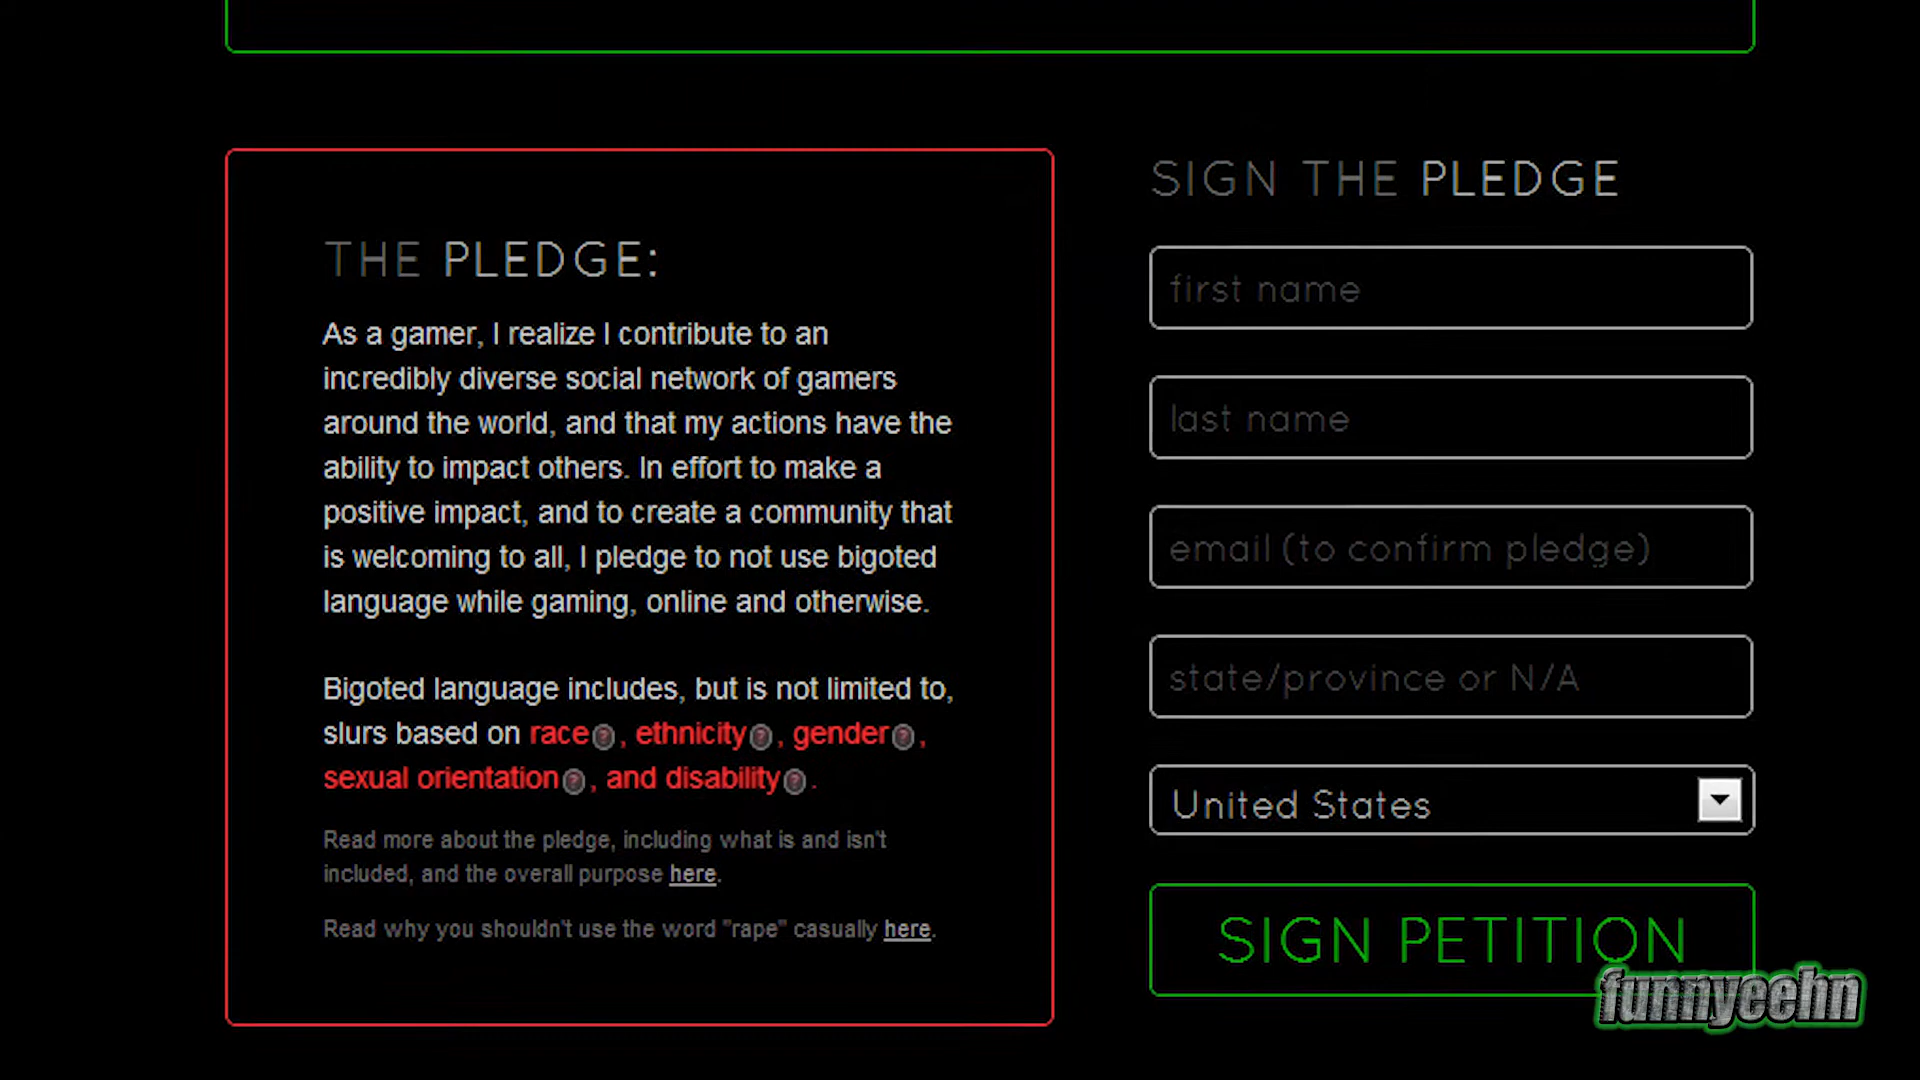 THE PLEDGE:
As a gamer, I realize I contribute to an
incredibly diverse social network of gamers
around the world, and that my actions have the
ability to impact others. In effort to make a
positive impact, and to create a community that
is welcoming to all, I pledge to not use bigoted
language while gaming, online and otherwise.
Bigoted language includes, but is not limited to,
slurs based on race?, ethnicity?, gender?,
sexual orientation?, and disability?.
Read more about the pledge, including what is and isn't
included, and the overall purpose here.
Read why you shouldn't use the word "rape" casually here.
SIGN THE PLEDGE
first name
last name
email (to confirm pledge)
state/province or N/A
United States
SIGN PETITION
funnyeehn